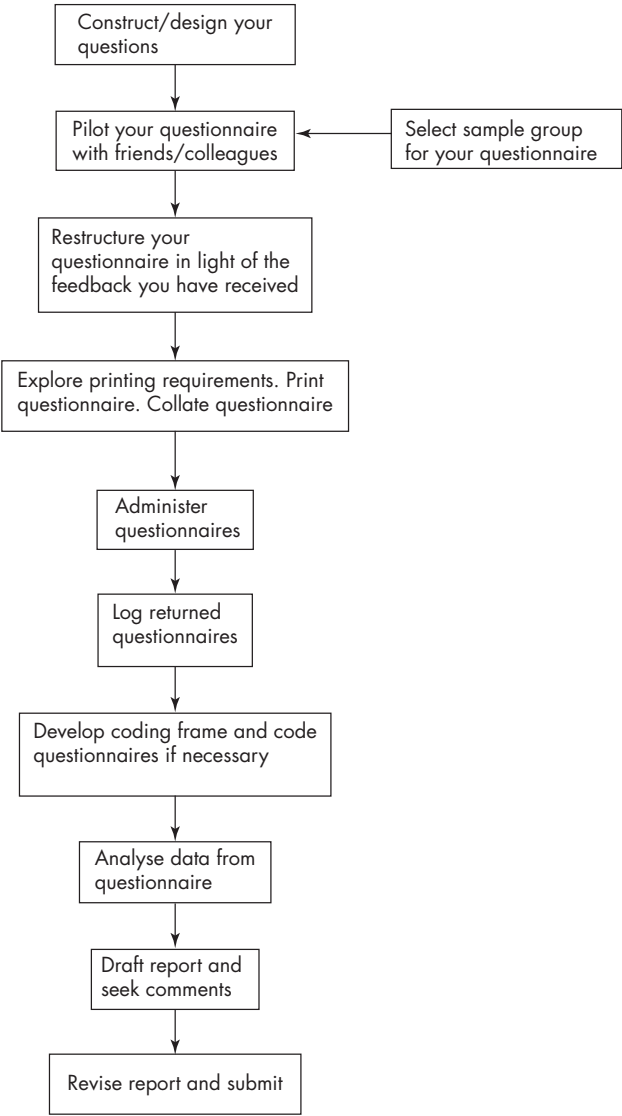 Construct/design your
questions
Pilot your questionnaire
with friends/colleagues
Select sample group
for your questionnaire
Restructure your
questionnaire in light of the
feedback you have received
Explore printing requirements. Print
questionnaire. Collate questionnaire
Administer
questionnaires
Log returned
questionnaires
Develop coding frame and code
questionnaires if necessary
Analyse data from
questionnaire
Draft report and
seek comments
Revise report and submit